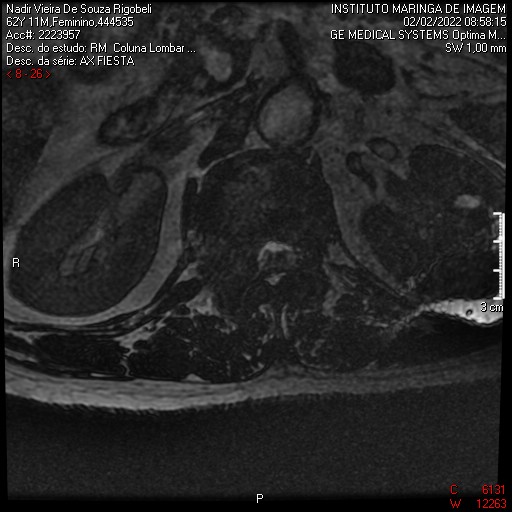 Nadir Vieira De Souza Rigobeli
62Y 11M,Feminino,444535
Acc#: 2223957
Desc. do estudo: RM Coluna Lombar ...
Desc. da série: AX FIESTA
< 8 - 26 >
INSTITUTO MARINGA DE IMAGEM
02/02/2022 08:58:15
GE MEDICAL SYSTEMS Optima M...
SW 1,00 mm
R
3 cm
P
C 6131
W 12263